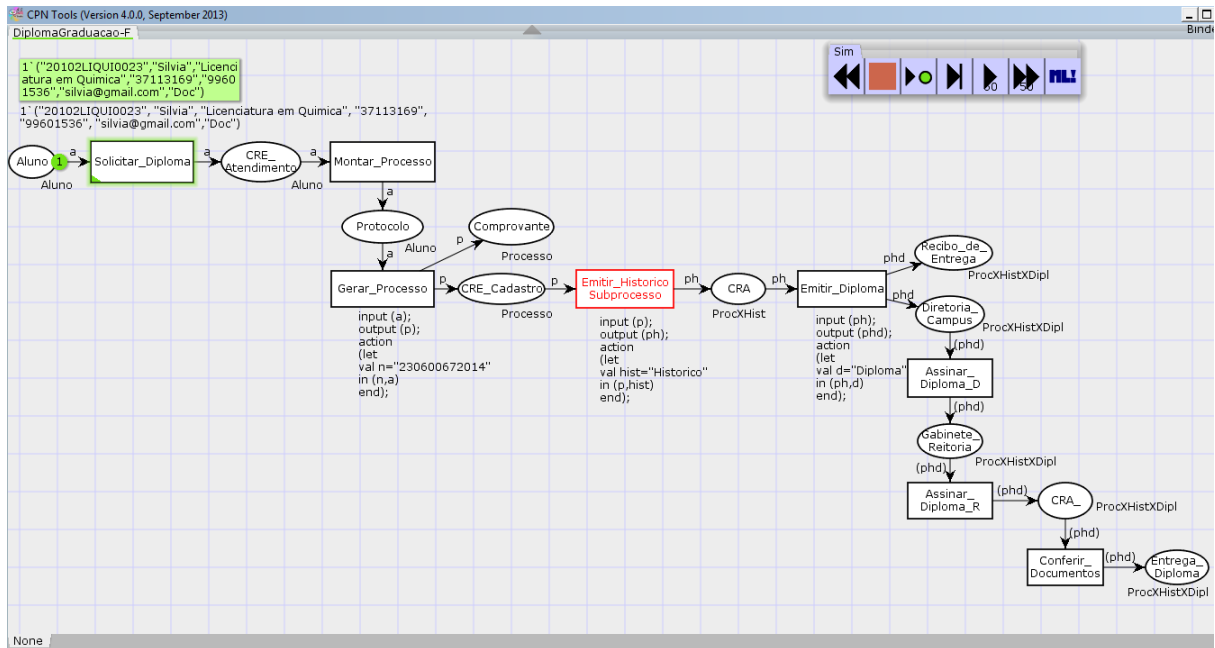 CPN Tools (Version 4.0.0, September 2013)
DiplomaGraduacao-F
Binde
Sim
50
50
ML!
1`("20102LIQUI0023","Silvia","Licenci
atura em Quimica","37113169","9960
1536","silvia@gmail.com","Doc")
1`("20102LIQUI0023", "Silvia", "Licenciatura em Quimica", "37113169",
"99601536", "silvia@gmail.com","Doc")
Aluno
1
a
Solicitar_Diploma
a
CRE_
Atendimento
a
Montar_Processo
Aluno
Aluno
a
Protocolo
Aluno
a
p
Comprovante
Processo
Gerar_Processo
p
CRE_Cadastro
p
Processo
Emitir_Historico
Subprocesso
ph
CRA
ProcXHist
ph
Emitir_Diploma
phd
Recibo_de_
Entrega
ProcXHistXDipl
phd
Diretoria_
Campus
ProcXHistXDipl
input (a);
output (p);
action
(let
val n="230600672014"
in (n,a)
end);
input (p);
output (ph);
action
(let
val hist="Historico"
in (p,hist)
end);
input (ph);
output (phd);
action
(let
val d="Diploma"
in (ph,d)
end);
(phd)
Assinar_
Diploma_D
(phd)
Gabinete_
Reitoria
ProcXHistXDipl
(phd)
Assinar_
Diploma_R
(phd)
CRA_
ProcXHistXDipl
(phd)
Conferir_
Documentos
(phd)
Entrega_
Diploma
ProcXHistXDipl
None